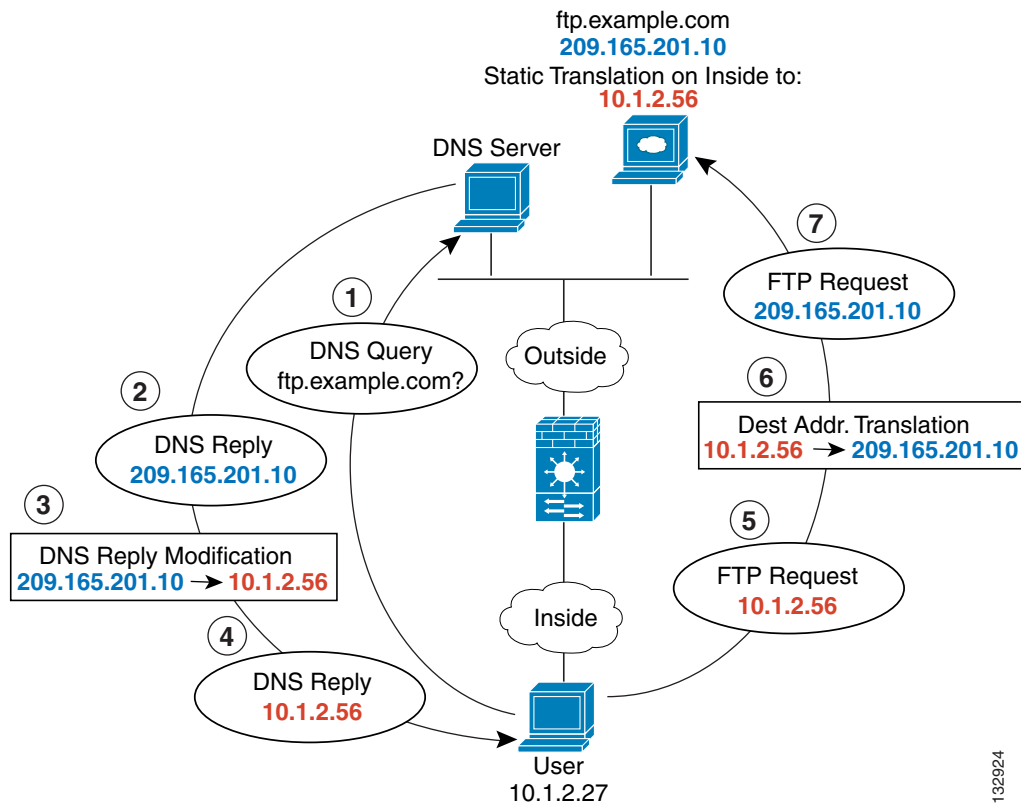 ftp.example.com
209.165.201.10
Static Translation on Inside to:
10.1.2.56
DNS Server
7
FTP Request
209.165.201.10
1
DNS Query
ftp.example.com?
Outside
2
DNS Reply
209.165.201.10
6
Dest Addr. Translation
10.1.2.56 → 209.165.201.10
3
DNS Reply Modification
209.165.201.10 → 10.1.2.56
5
FTP Request
10.1.2.56
Inside
4
DNS Reply
10.1.2.56
User
10.1.2.27
132924